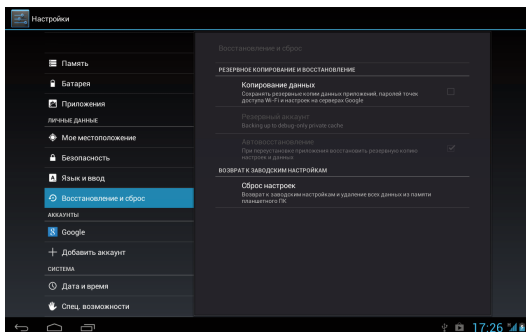 Настройки
Память
Батарея
Приложения
ЛИЧНЫЕ ДАННЫЕ
Мое местоположение
Безопасность
A Язык и ввод
Восстановление и сброс
АККАУНТЫ
8 Google
Добавить аккаунт
СИСТЕМА
Дата и время
Спец. возможности
Восстановление и сброс
РЕЗЕРВНОЕ КОПИРОВАНИЕ И ВОССТАНОВЛЕНИЕ
Копирование данных
Сохранять резервные копии данных приложений, паролей точек
доступа Wi-Fi и настроек на серверах Google
Резервный аккаунт
Backing up to debug-only private cache
Автовосстановление
При переустановке приложения восстановить резервную копию
настроек и данных
ВОЗВРАТ К ЗАВОДСКИМ НАСТРОЙКАМ
Сброс настроек
Возврат к заводским настройкам и удаление всех данных из памяти
планшетного ПК
17:26